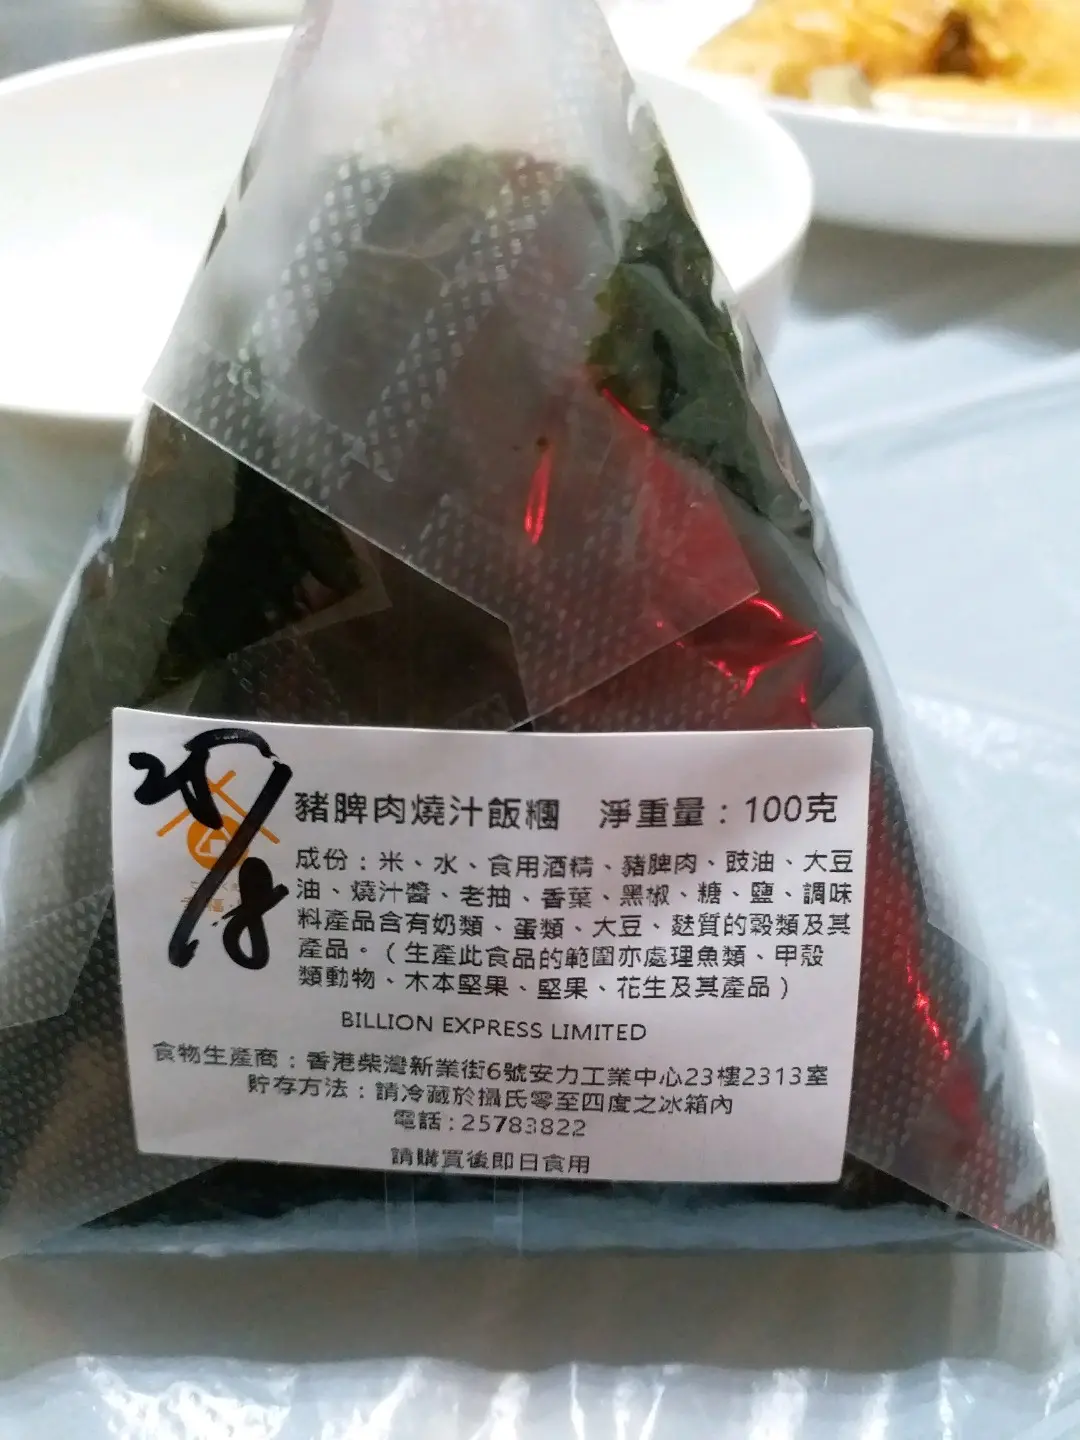 豬脾肉燒汁飯糰 淨重量：100克
成份：米、水、食用酒精、豬脾肉、豉油、大豆
油、燒汁醬、老抽、香葉、黑椒、糖、鹽、調味
料產品含有奶類、蛋類、大豆、麩質的穀類及其
產品。（生產此食品的範圍亦處理魚類、甲殼
類動物、木本堅果、堅果、花生及其產品）
BILLION EXPRESS LIMITED
食物生產商：香港柴灣新業街6號安力工業中心23樓2313室
貯存方法：請冷藏於攝氏零至四度之冰箱內
電話：25783822
請購買後即日食用